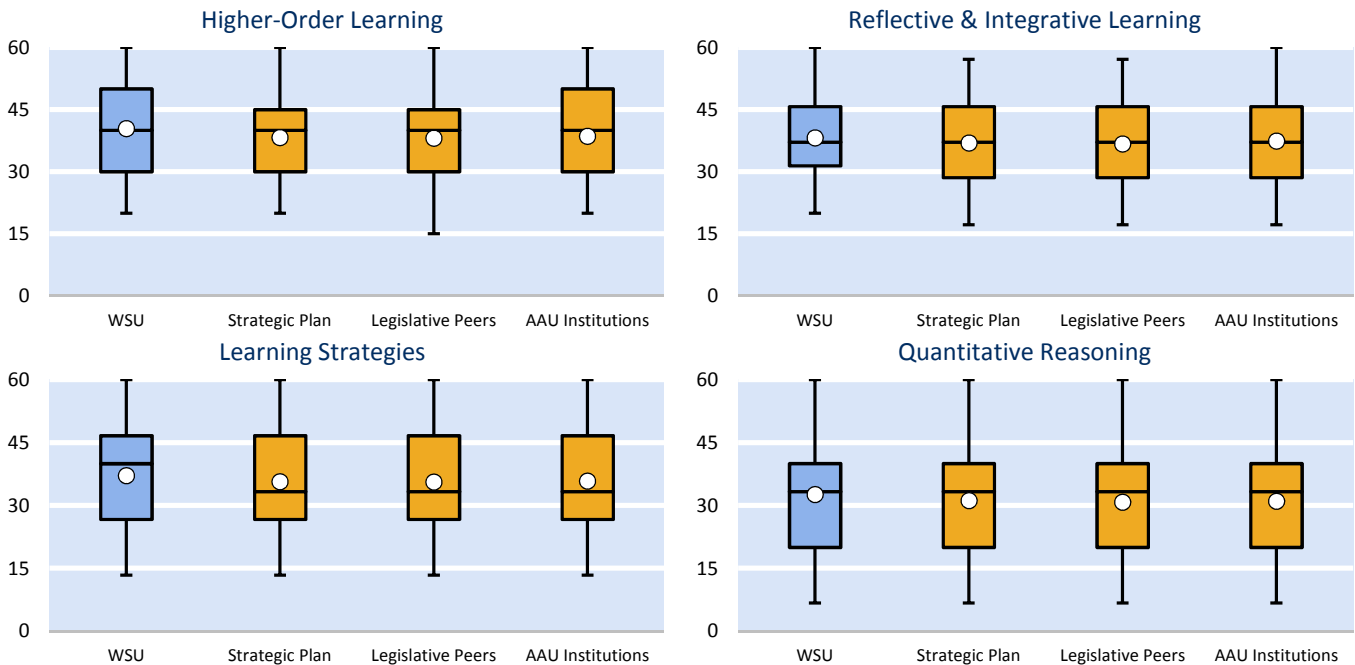 Higher-Order Learning
60
45
30
15
0
WSU Strategic Plan Legislative Peers AAU Institutions
Reflective & Integrative Learning
60
45
30
15
0
WSU Strategic Plan Legislative Peers AAU Institutions
Learning Strategies
60
45
30
15
0
WSU Strategic Plan Legislative Peers AAU Institutions
Quantitative Reasoning
60
45
30
15
0
WSU Strategic Plan Legislative Peers AAU Institutions